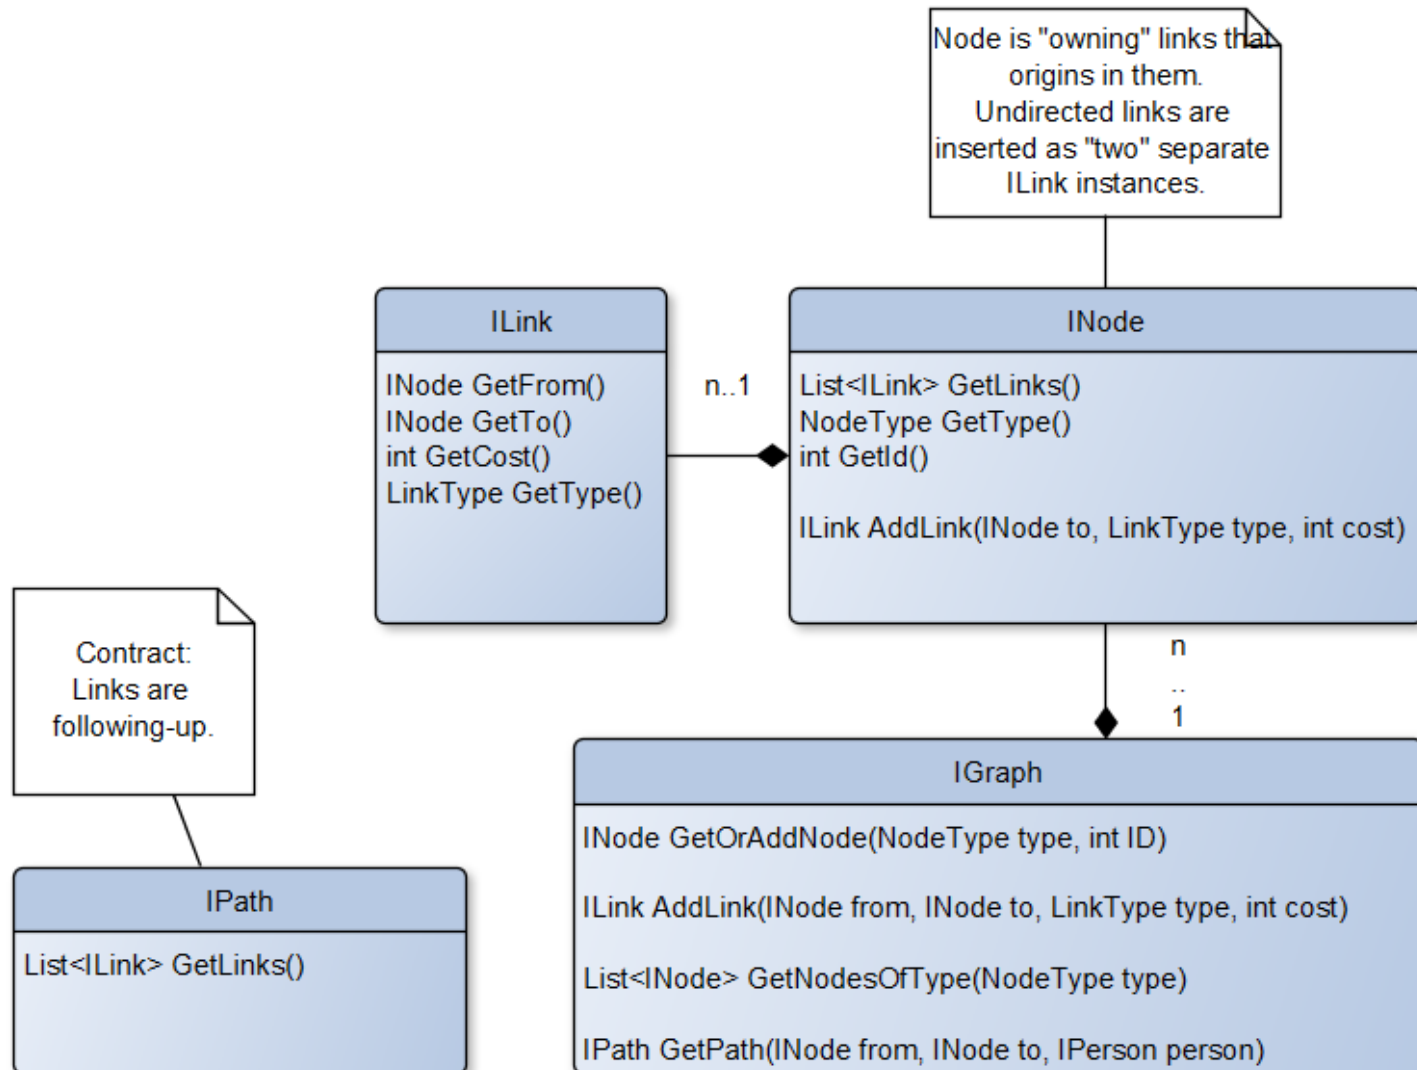 Node is "owning" links that
origins in them.
Undirected links are
inserted as "two" separate
ILink instances.
ILink
INode GetFrom()
INode GetTo()
int GetCost()
LinkType GetType()
n..1
INode
List<ILink> GetLinks()
NodeType GetType()
int GetId()
ILink AddLink(INode to, LinkType type, int cost)
n
..
1
Contract:
Links are
following-up.
IPath
List<ILink> GetLinks()
IGraph
INode GetOrAddNode(NodeType type, int ID)
ILink AddLink(INode from, INode to, LinkType type, int cost)
List<INode> GetNodesOfType(NodeType type)
IPath GetPath(INode from, INode to, IPerson person)